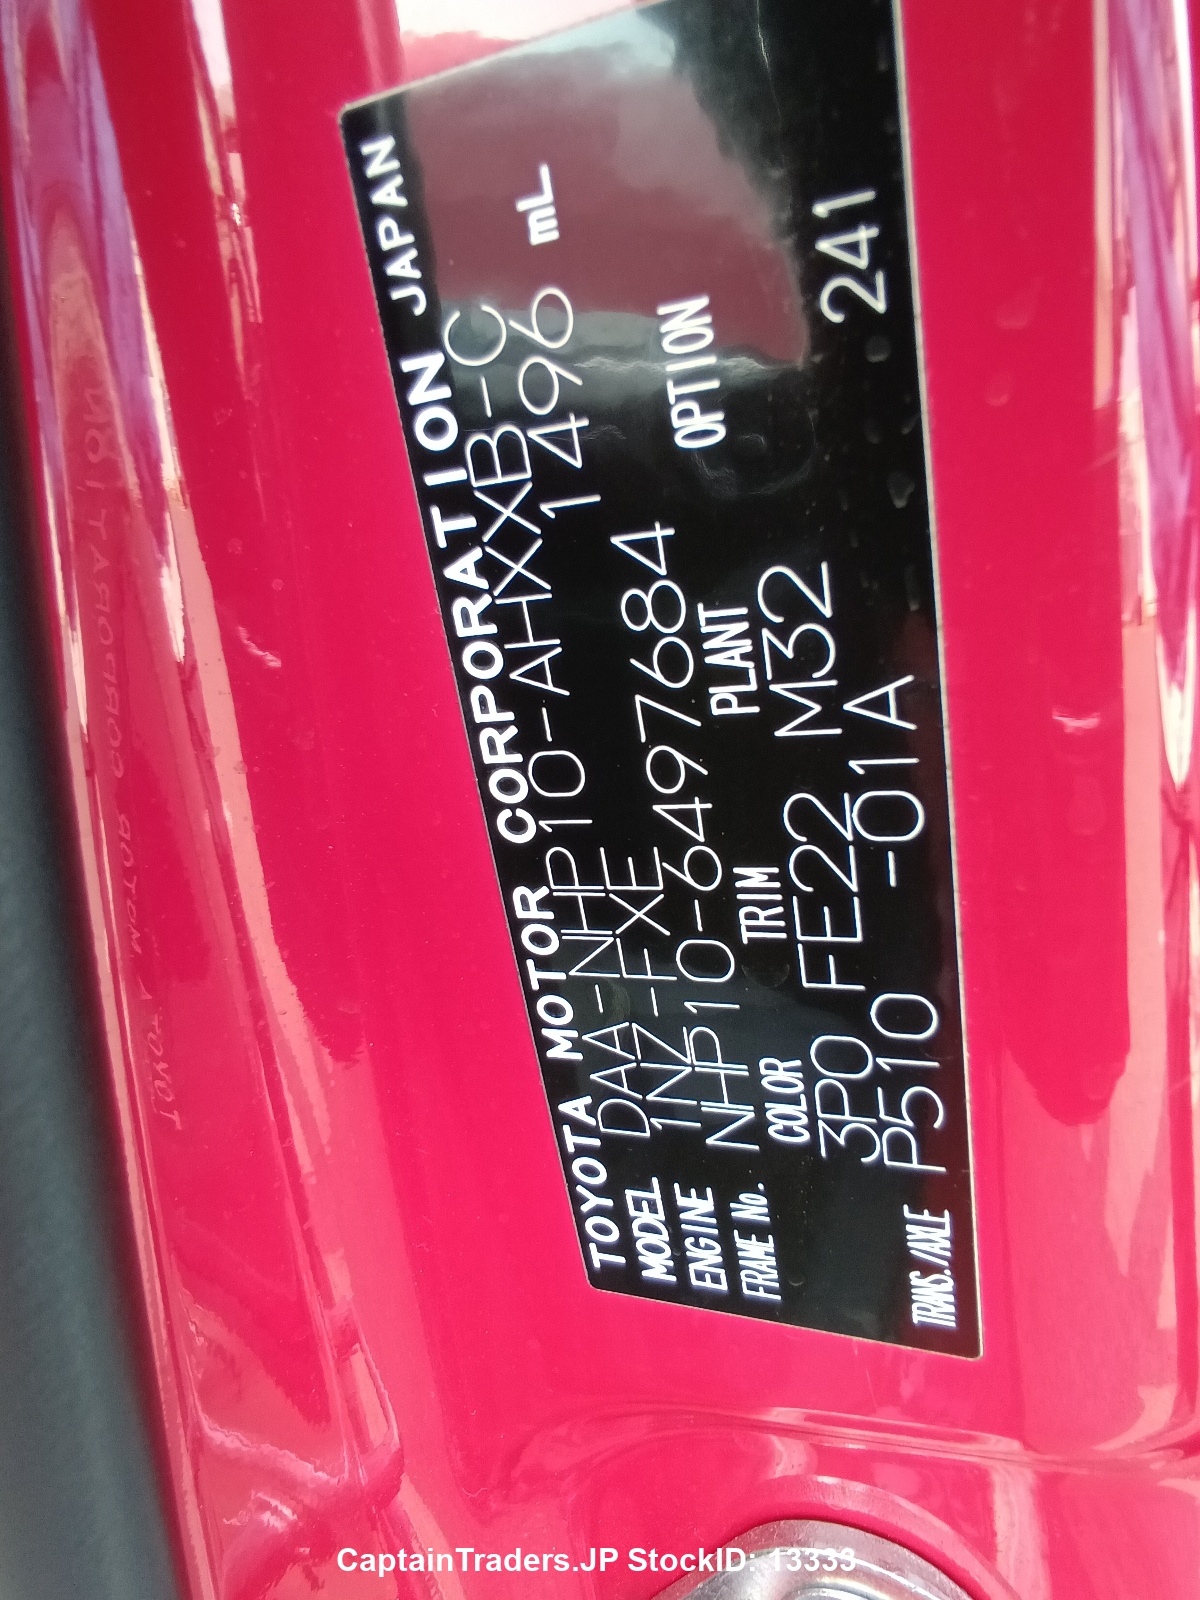 TOYOTA MOTOR CORPORATION JAPAN
MODEL DAA-NHP10-AHXXB-C
ENGINE 1NZ-FXE 1496 mL
FRAME No. NHP10-6497684
COLOR TRIM PLANT OPTION
3P0 FE22 M32
TRANS./AXLE P510 -01A 241
CaptainTraders.JP StockID: 13333